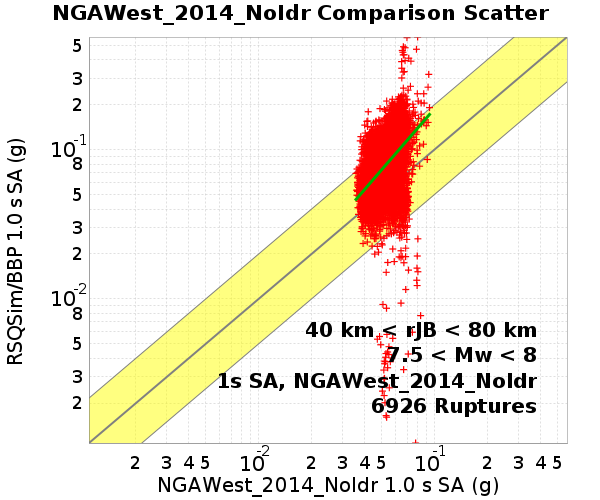 NGAWest_2014_NoIdr Comparison Scatter
RSQSim/BBP 1.0 s SA (g)
5
3
2
10^-1
8
5
3
2
10^-2
8
5
3
2
40 km < rJB < 80 km
7.5 < Mw < 8
1s SA, NGAWest_2014_NoIdr
6926 Ruptures
2 3 4 5 10^-2 2 3 4 5 10^-1 2 3 4 5
NGAWest_2014_NoIdr 1.0 s SA (g)